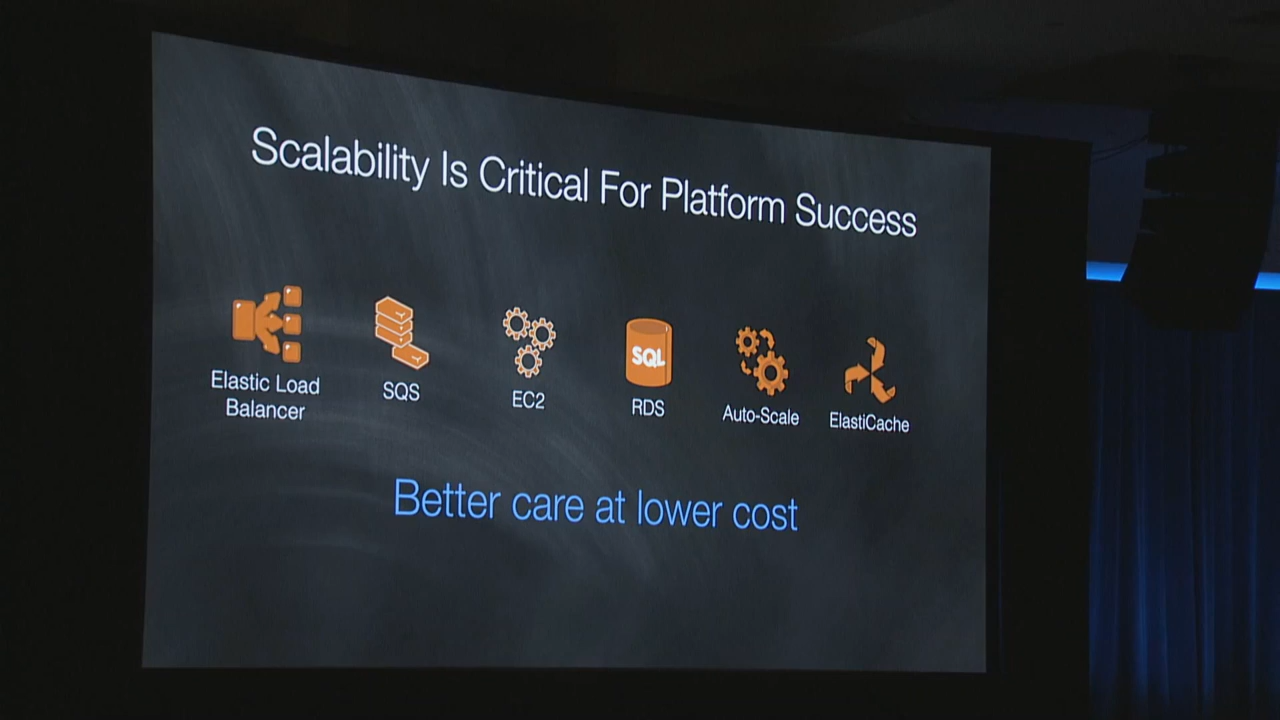 Scalability Is Critical For Platform Success
Elastic Load
Balancer
SQS
EC2
SQL
RDS
Auto-Scale
ElastiCache
Better care at lower cost